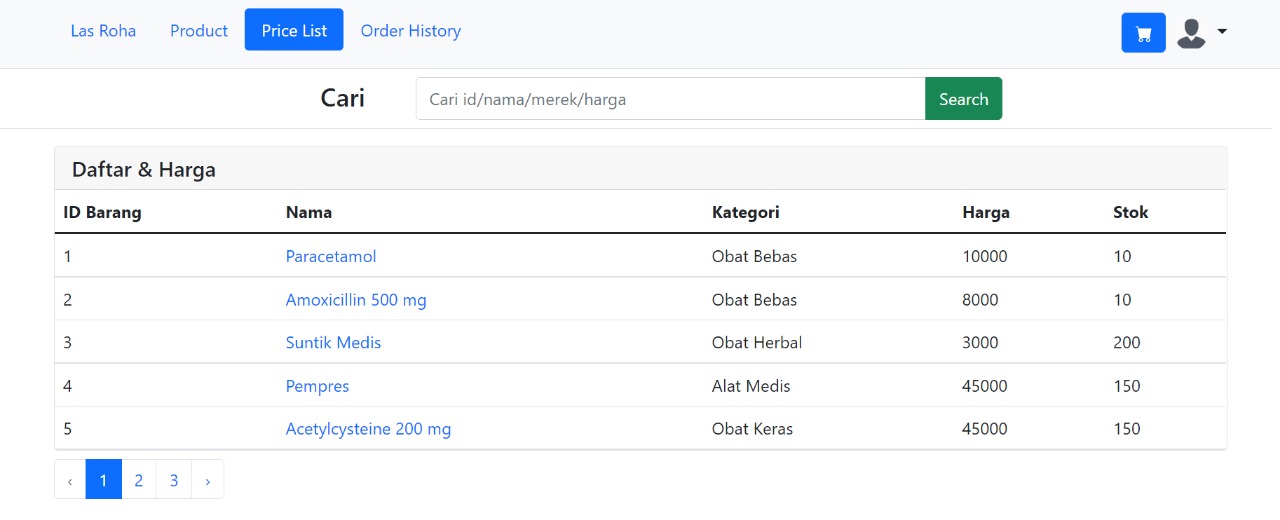 Las Roha Product Price List Order History
Cari Cari id/nama/merek/harga Search
Daftar & Harga
ID Barang Nama Kategori Harga Stok
1 Paracetamol Obat Bebas 10000 10
2 Amoxicillin 500 mg Obat Bebas 8000 10
3 Suntik Medis Obat Herbal 3000 200
4 Pempres Alat Medis 45000 150
5 Acetylcysteine 200 mg Obat Keras 45000 150
‹ 1 2 3 ›